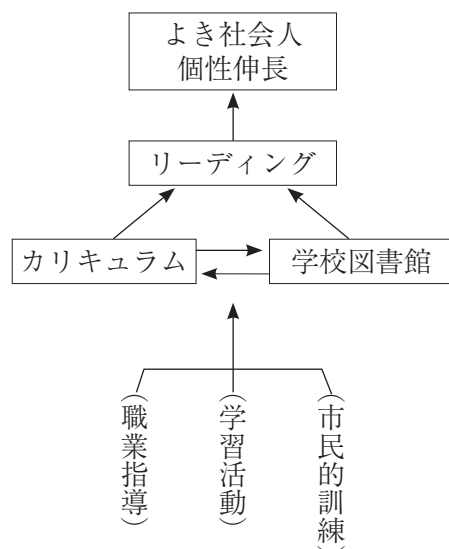 よき社会人
個性伸長
リーディング
カリキュラム
学校図書館
(職業指導)
(学習活動)
(市民的訓練)